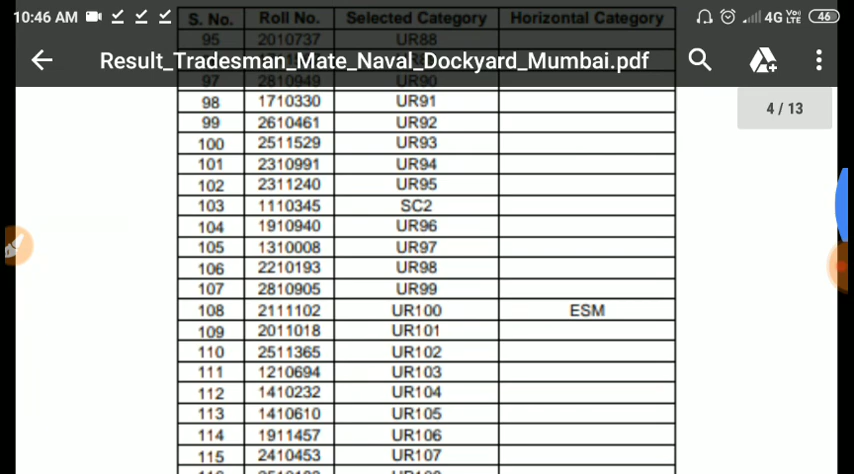 10:46 AM 4G Vo) LTE 46
S. No. Roll No. Selected Category Horizontal Category
95 2010737 UR88
Result_Tradesman_Mate_Naval_Dockyard_Mumbai.pdf
97 2810949 UR90
4 / 13
98 1710330 UR91
99 2610461 UR92
100 2511529 UR93
101 2310991 UR94
102 2311240 UR95
103 1110345 SC2
104 1910940 UR96
105 1310008 UR97
106 2210193 UR98
107 2810905 UR99
108 2111102 UR100 ESM
109 2011018 UR101
110 2511365 UR102
111 1210694 UR103
112 1410232 UR104
113 1410610 UR105
114 1911457 UR106
115 2410453 UR107